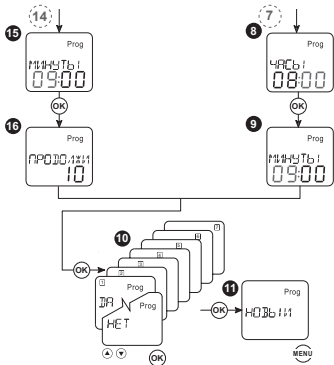 14
7
15
Prog
МИНУТЫ
09:00
8
Prog
ЧАСЫ
08:00
OK
OK
16
Prog
ПРОДОЛЖИ
10
9
Prog
МИНУТЫ
09:00
10
7
6
5
4
3
2
1
OK
Prog
ДА
Prog
НЕТ
OK
11
OK
Prog
НОВЫЙ
MENU